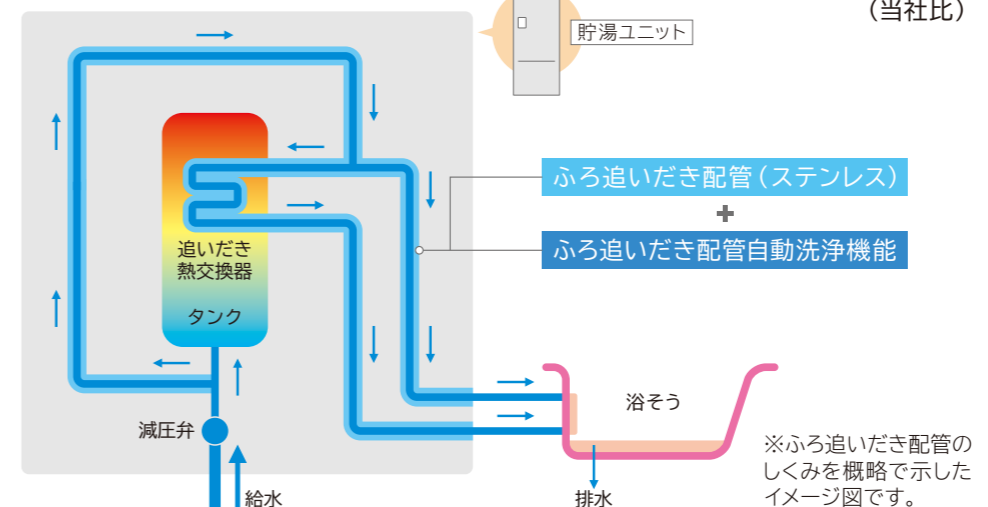 （当社比）
貯湯ユニット
ふろ追いだき配管（ステンレス）
+
ふろ追いだき配管自動洗浄機能
追いだき
熱交換器
タンク
減圧弁
給水
浴そう
排水
※ふろ追いだき配管の
しくみを概略で示した
イメージ図です。